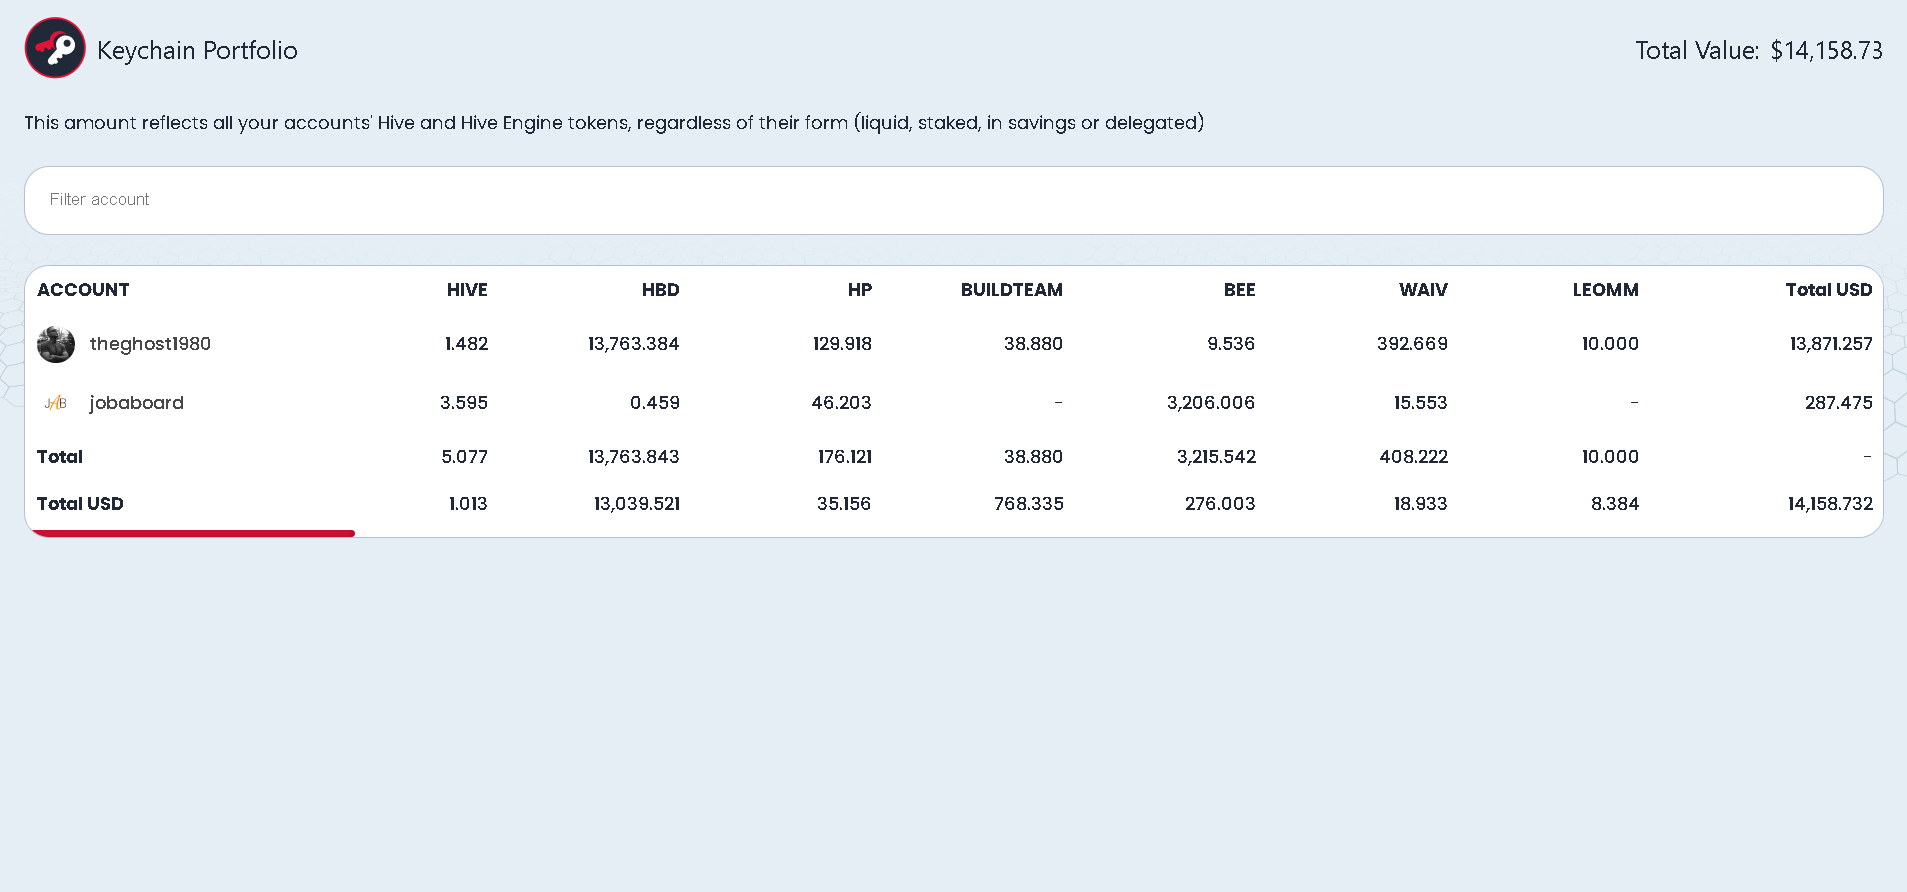 Keychain Portfolio Total Value: $14,158.73
This amount reflects all your accounts' Hive and Hive Engine tokens, regardless of their form (liquid, staked, in savings or delegated)
Filter account
ACCOUNT HIVE HBD HP BUILDTEAM BEE WAIV LEOMM Total USD
theghost1980 1.482 13,763.384 129.918 38.880 9.536 392.669 10.000 13,871.257
JAB jobaboard 3.595 0.459 46.203 - 3,206.006 15.553 - 287.475
Total 5.077 13,763.843 176.121 38.880 3,215.542 408.222 10.000 -
Total USD 1.013 13,039.521 35.156 768.335 276.003 18.933 8.384 14,158.732